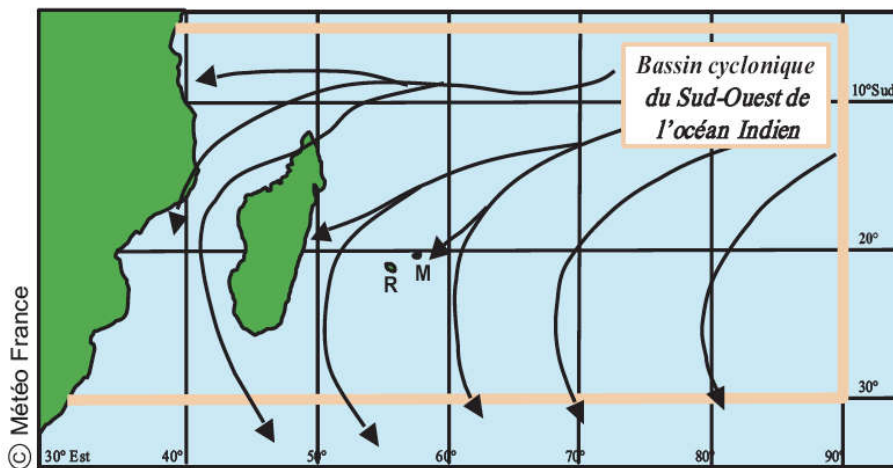 Bassin cyclonique
du Sud-Ouest de
l'océan Indien
10°Sud
20°
R
M
30°
30° Est
40°
50°
60°
70°
80°
90°
© Météo France